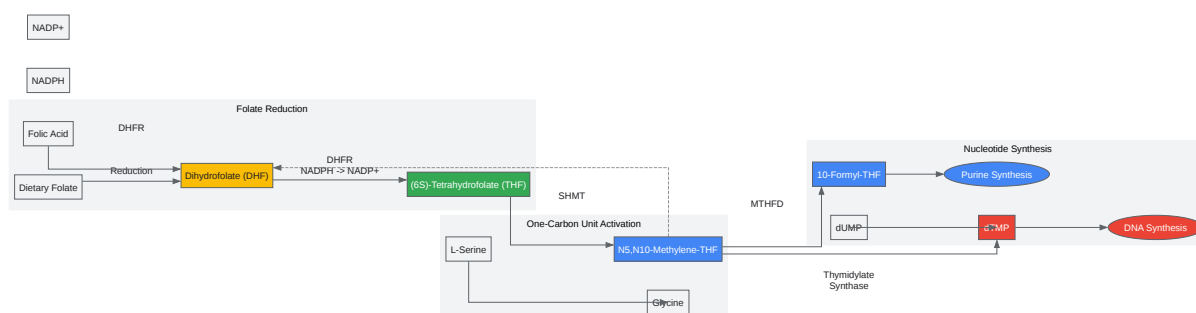 NADP+
NADPH
Folate Reduction
Folic Acid
DHFR
Dietary Folate
Reduction
Dihydrofolate (DHF)
DHFR
NADPH -> NADP+
(6S)-Tetrahydrofolate (THF)
SHMT
One-Carbon Unit Activation
L-Serine
N5,N10-Methylene-THF
Glycine
MTHFD
Nucleotide Synthesis
10-Formyl-THF
Purine Synthesis
dUMP
dTMP
DNA Synthesis
Thymidylate
Synthase